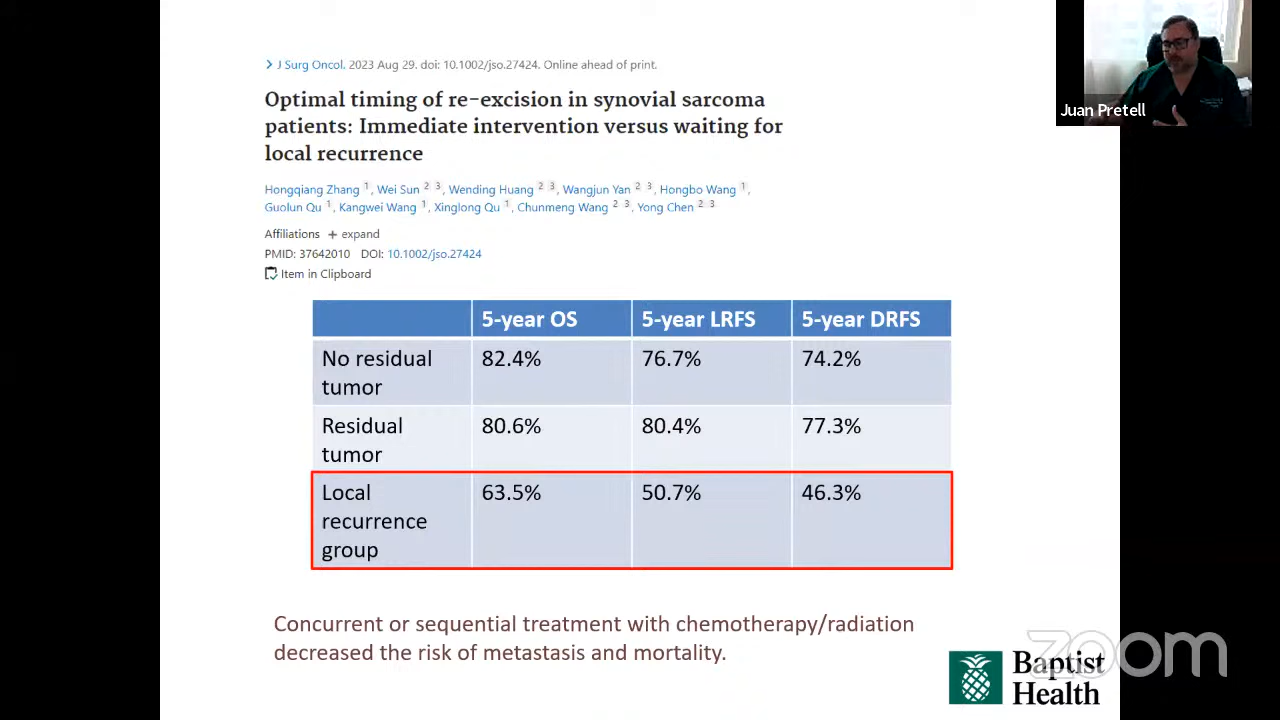 J Surg Oncol. 2023 Aug 29. doi: 10.1002/jso.27424. Online ahead of print.
Optimal timing of re-excision in synovial sarcoma
patients: Immediate intervention versus waiting for
local recurrence
Hongqiang Zhang 1, Wei Sun 2 3, Wending Huang 2 3, Wangjun Yan 2 3, Hongbo Wang 1,
Guolun Qu 1, Kangwei Wang 1, Xinglong Qu 1, Chunmeng Wang 2 3, Yong Chen 2 3
Affiliations + expand
PMID: 37642010 DOI: 10.1002/jso.27424
Item in Clipboard
5-year OS 5-year LRFS 5-year DRFS
No residual 82.4% 76.7% 74.2%
tumor
Residual 80.6% 80.4% 77.3%
tumor
Local 63.5% 50.7% 46.3%
recurrence
group
Concurrent or sequential treatment with chemotherapy/radiation
decreased the risk of metastasis and mortality.
Baptist
Health
zoom
Juan Pretell